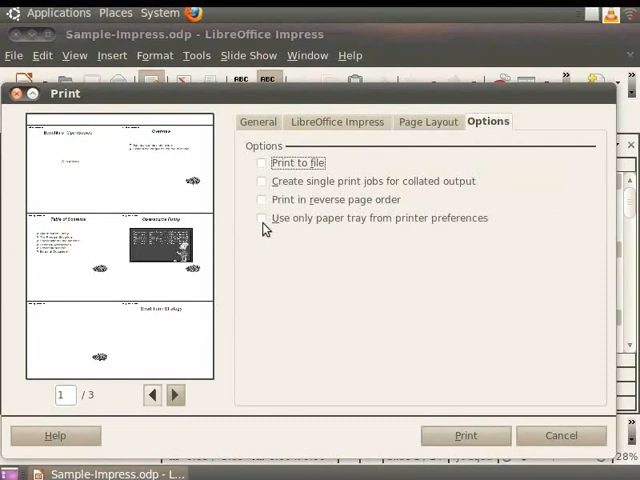 Applications Places System
Sample-Impress.odp - LibreOffice Impress
File Edit View Insert Format Tools Slide Show Window Help
ABC ABC
Print
General LibreOffice Impress Page Layout Options
Options
Print to file
Create single print jobs for collated output
Print in reverse page order
Use only paper tray from printer preferences
Overview
Table of Contents
1 / 3
Help Print Cancel
28%
Sample-Impress.odp - L...